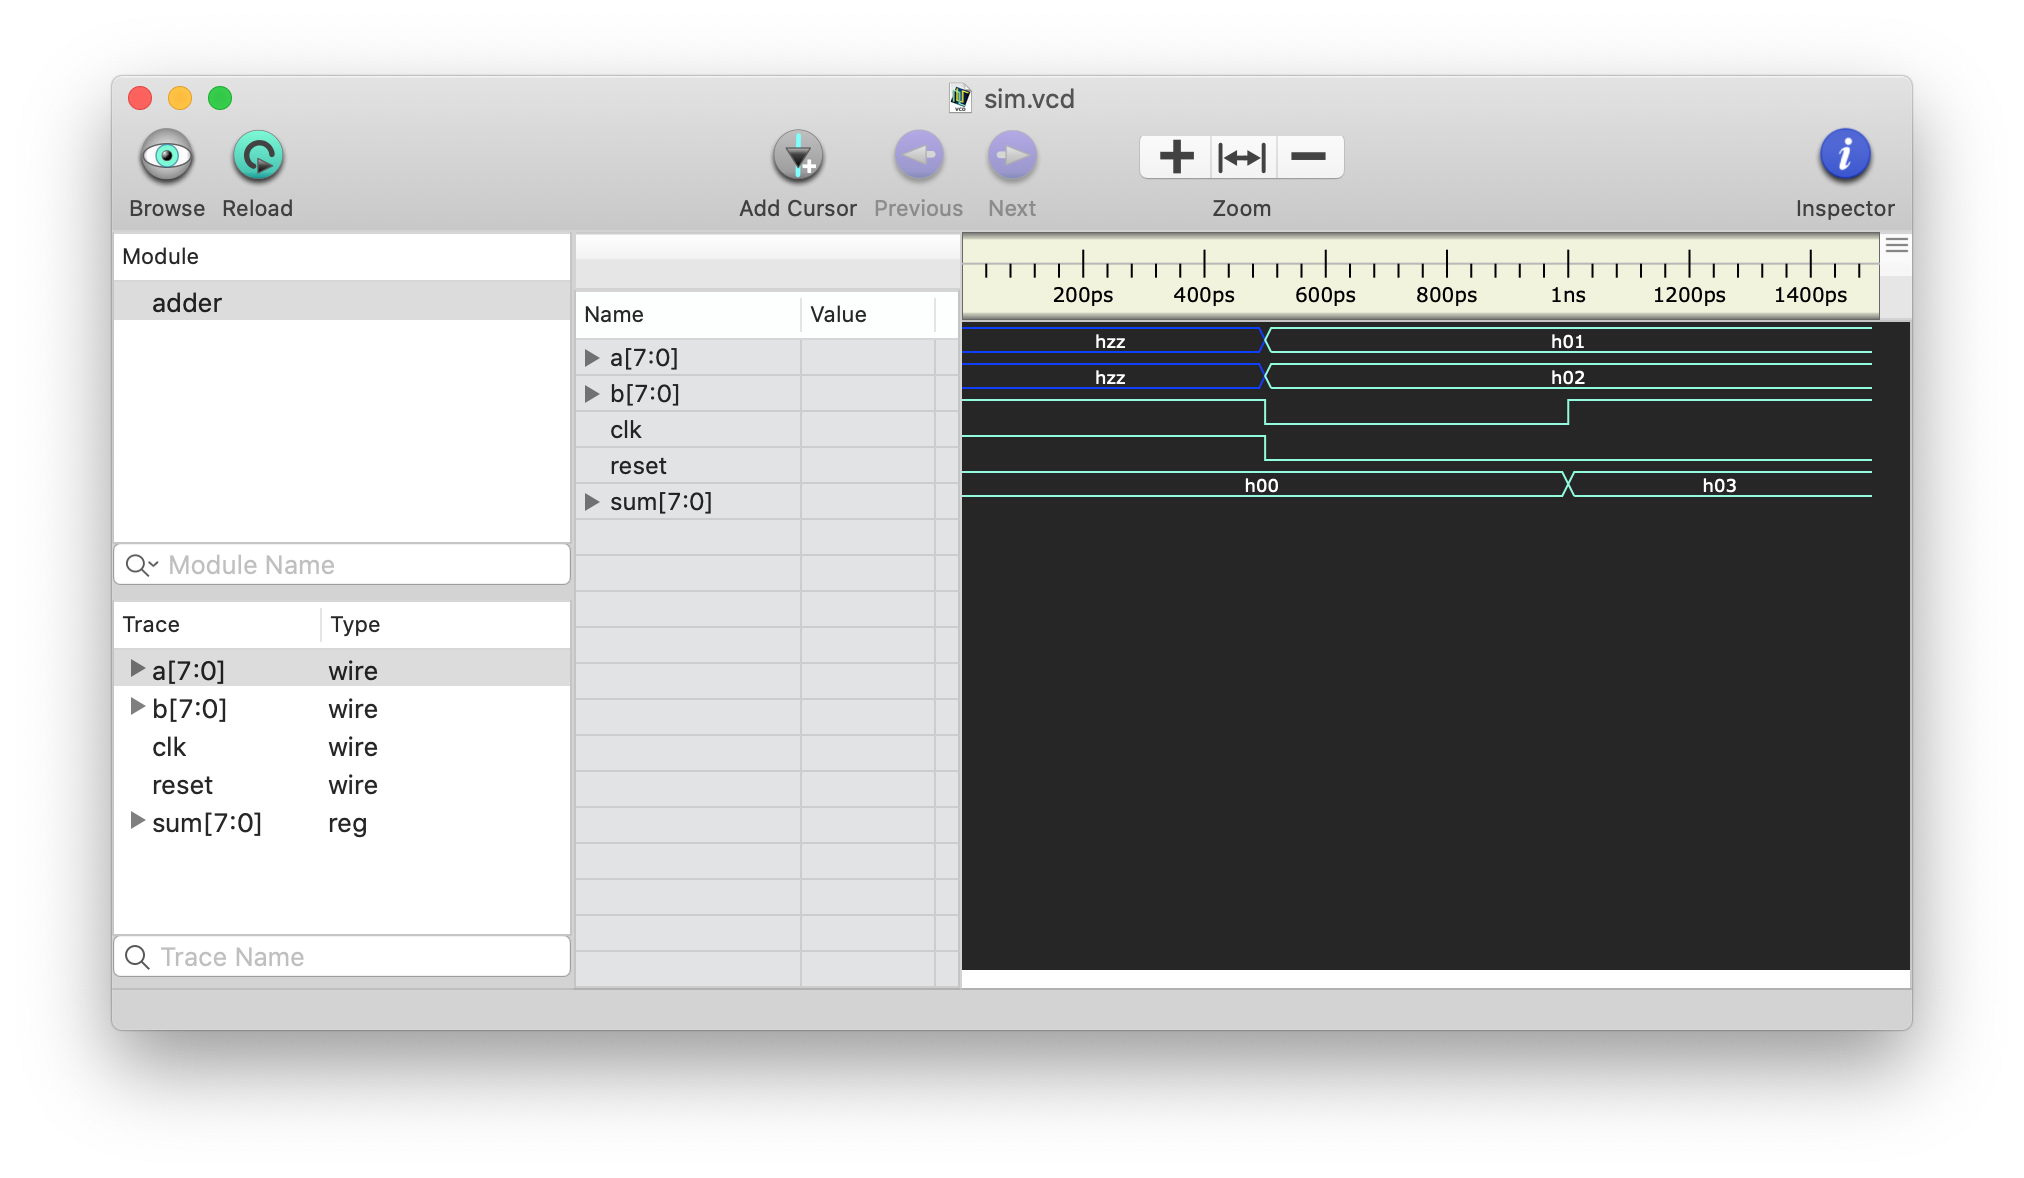 sim.vcd
Browse
Reload
Add Cursor
Previous
Next
Zoom
Inspector
Module
adder
Module Name
Trace Type
a[7:0] wire
b[7:0] wire
clk wire
reset wire
sum[7:0] reg
Trace Name
Name Value
a[7:0]
b[7:0]
clk
reset
sum[7:0]
200ps 400ps 600ps 800ps 1ns 1200ps 1400ps
hzz h01
hzz h02
h00 h03